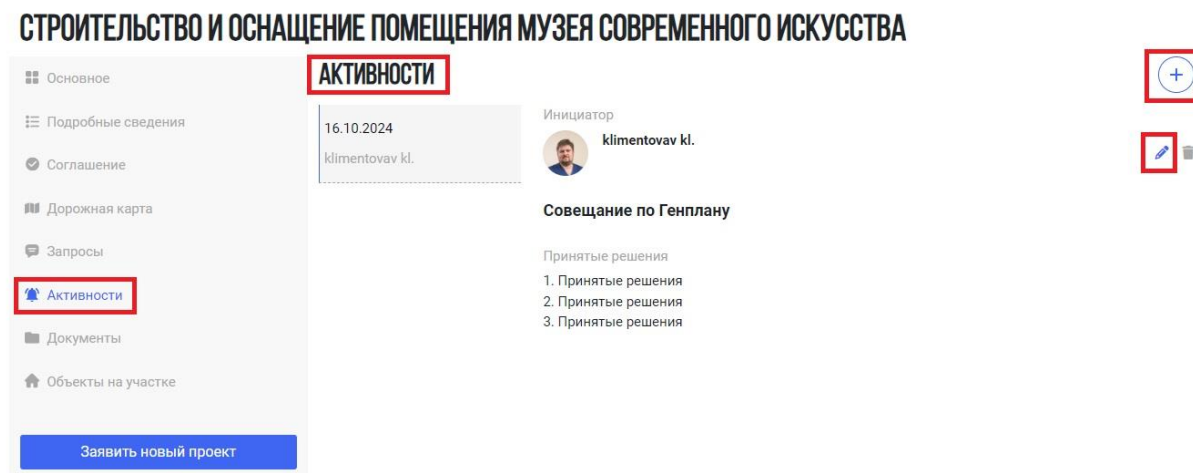 СТРОИТЕЛЬСТВО И ОСНАЩЕНИЕ ПОМЕЩЕНИЯ МУЗЕЯ СОВРЕМЕННОГО ИСКУССТВА
Основное
Подробные сведения
Соглашение
Дорожная карта
Запросы
Активности
Документы
Объекты на участке
Заявить новый проект
АКТИВНОСТИ
16.10.2024
klimentovav kl.
Инициатор
klimentovav kl.
Совещание по Генплану
Принятые решения
1. Принятые решения
2. Принятые решения
3. Принятые решения